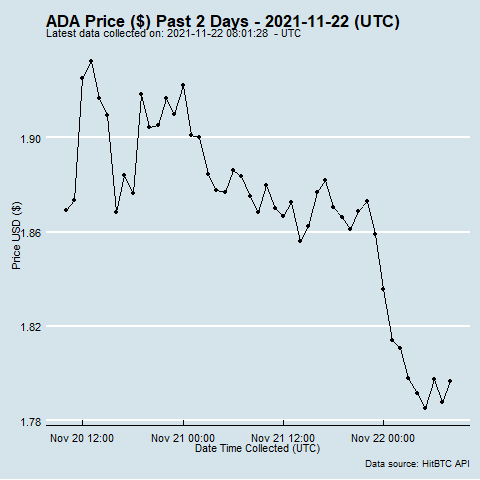 ADA Price ($) Past 2 Days - 2021-11-22 (UTC)
Latest data collected on: 2021-11-22 08:01:28  - UTC
1.90
1.86
1.82
1.78
Price USD ($)
Nov 20 12:00
Nov 21 00:00
Nov 21 12:00
Nov 22 00:00
Date Time Collected (UTC)
Data source: HitBTC API